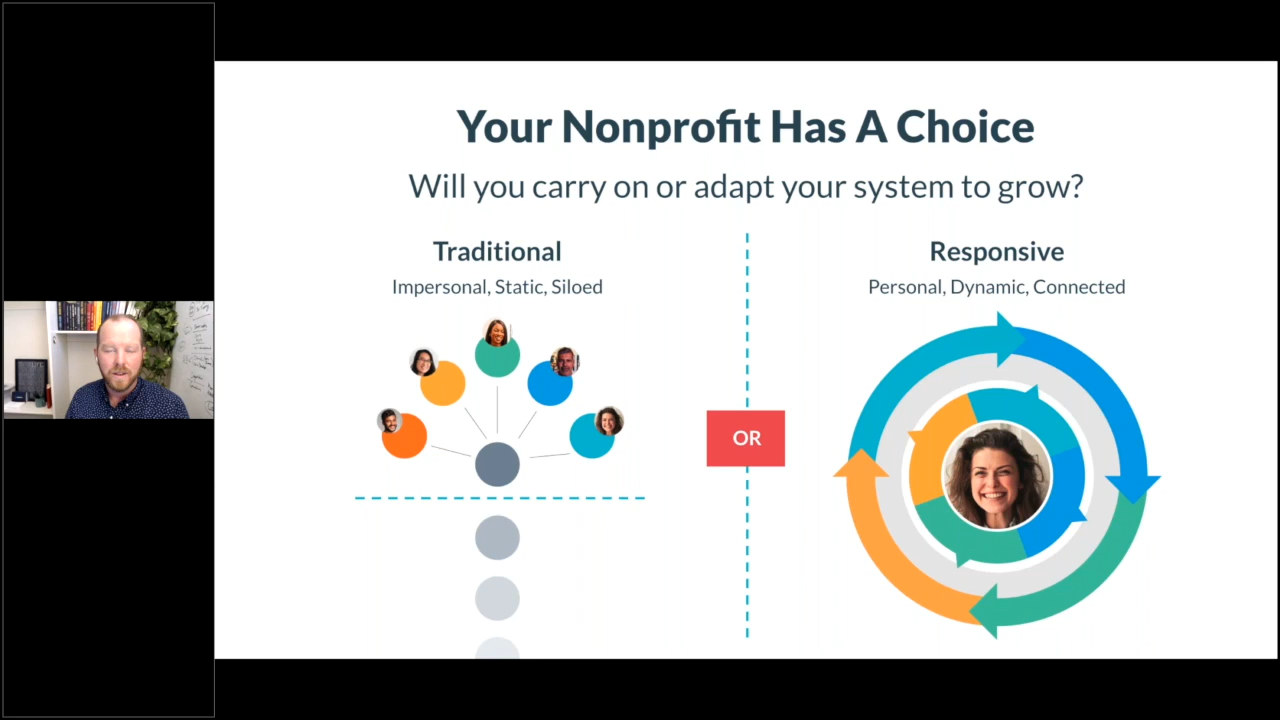 Your Nonprofit Has A Choice
Will you carry on or adapt your system to grow?
Traditional
Impersonal, Static, Siloed
OR
Responsive
Personal, Dynamic, Connected